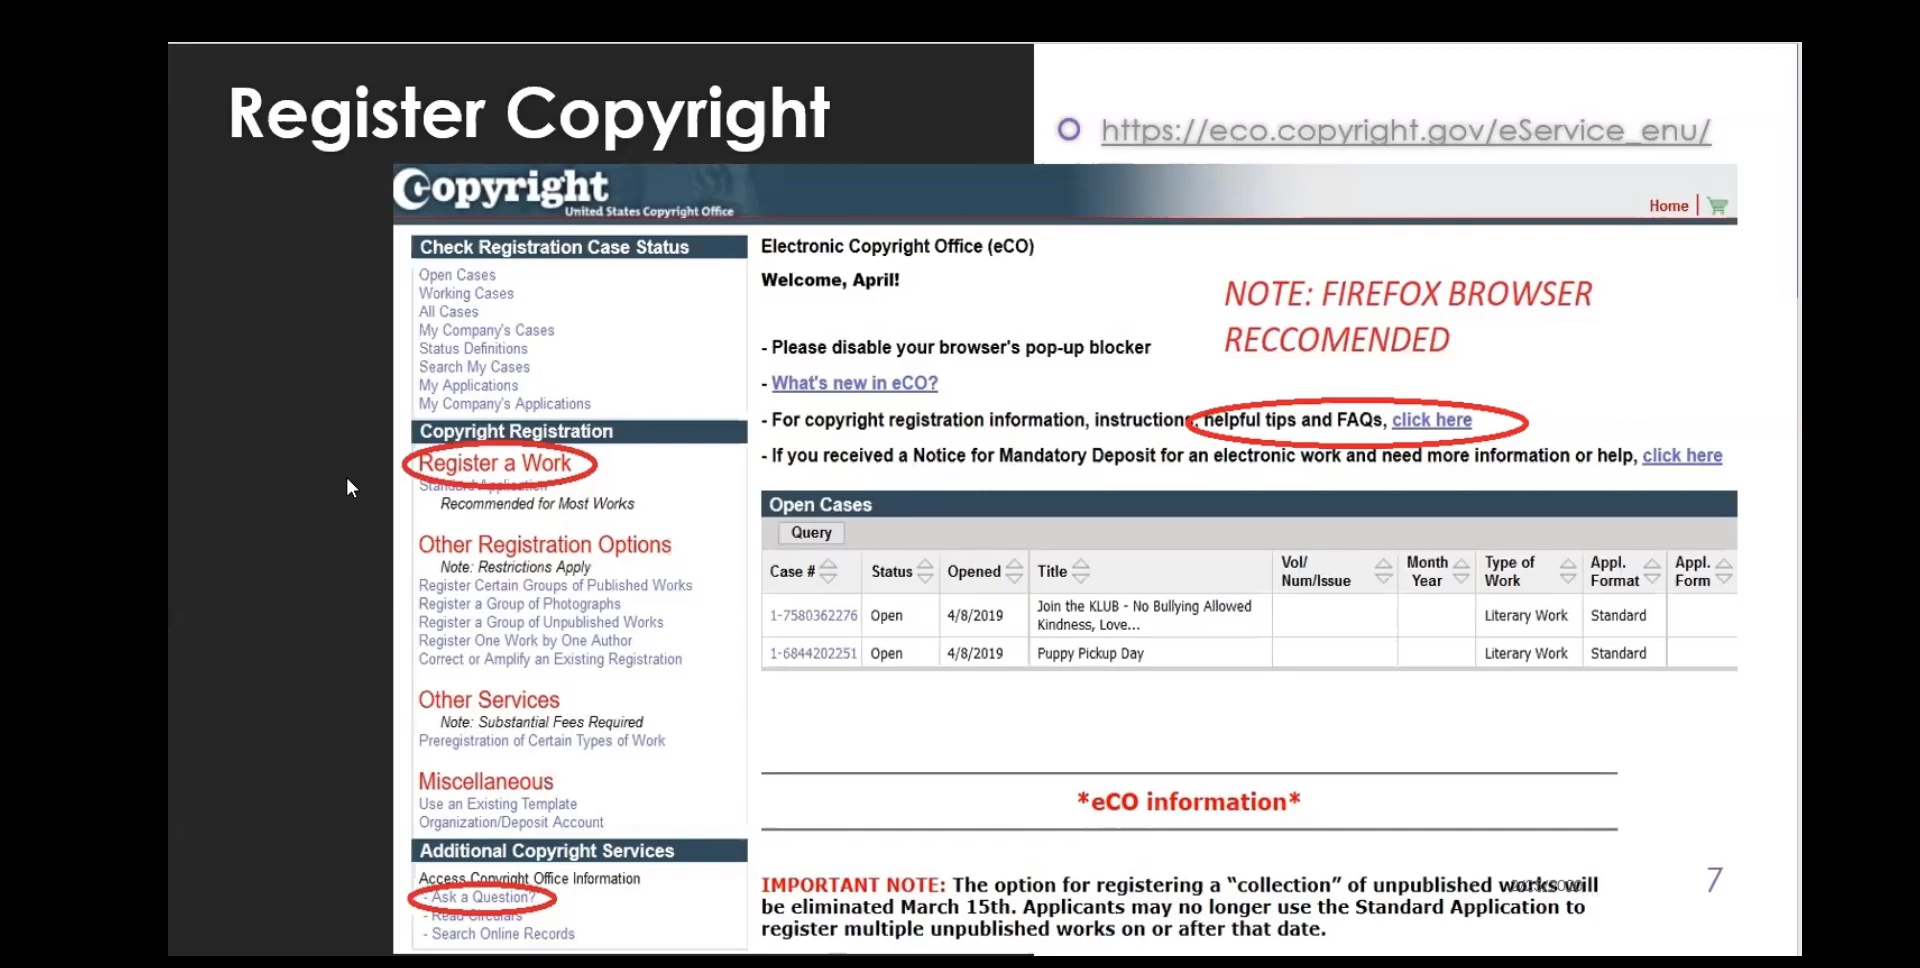 Register Copyright
https://eco.copyright.gov/eService_enu/
Copyright
United States Copyright Office
Home
Check Registration Case Status
Open Cases
Working Cases
All Cases
My Company's Cases
Status Definitions
Search My Cases
My Applications
My Company's Applications
Copyright Registration
Register a Work
Standard Application
Recommended for Most Works
Other Registration Options
Note: Restrictions Apply
Register Certain Groups of Published Works
Register a Group of Photographs
Register a Group of Unpublished Works
Register One Work by One Author
Correct or Amplify an Existing Registration
Other Services
Note: Substantial Fees Required
Preregistration of Certain Types of Work
Miscellaneous
Use an Existing Template
Organization/Deposit Account
Additional Copyright Services
Access Copyright Office Information
- Ask a Question?
- Read Circulars
- Search Online Records
Electronic Copyright Office (eCO)
Welcome, April!
NOTE: FIREFOX BROWSER
RECCOMENDED
- Please disable your browser's pop-up blocker
- What's new in eCO?
- For copyright registration information, instructions, helpful tips and FAQs, click here
- If you received a Notice for Mandatory Deposit for an electronic work and need more information or help, click here
Open Cases
Query
Case # Status Opened Title Vol/ Num/Issue Month Year Type of Work Appl. Format Appl. Form
1-7580362276 Open 4/8/2019 Join the KLUB - No Bullying Allowed Kindness, Love... Literary Work Standard
1-6844202251 Open 4/8/2019 Puppy Pickup Day Literary Work Standard
*eCO information*
IMPORTANT NOTE: The option for registering a “collection” of unpublished works will
be eliminated March 15th. Applicants may no longer use the Standard Application to
register multiple unpublished works on or after that date.
7